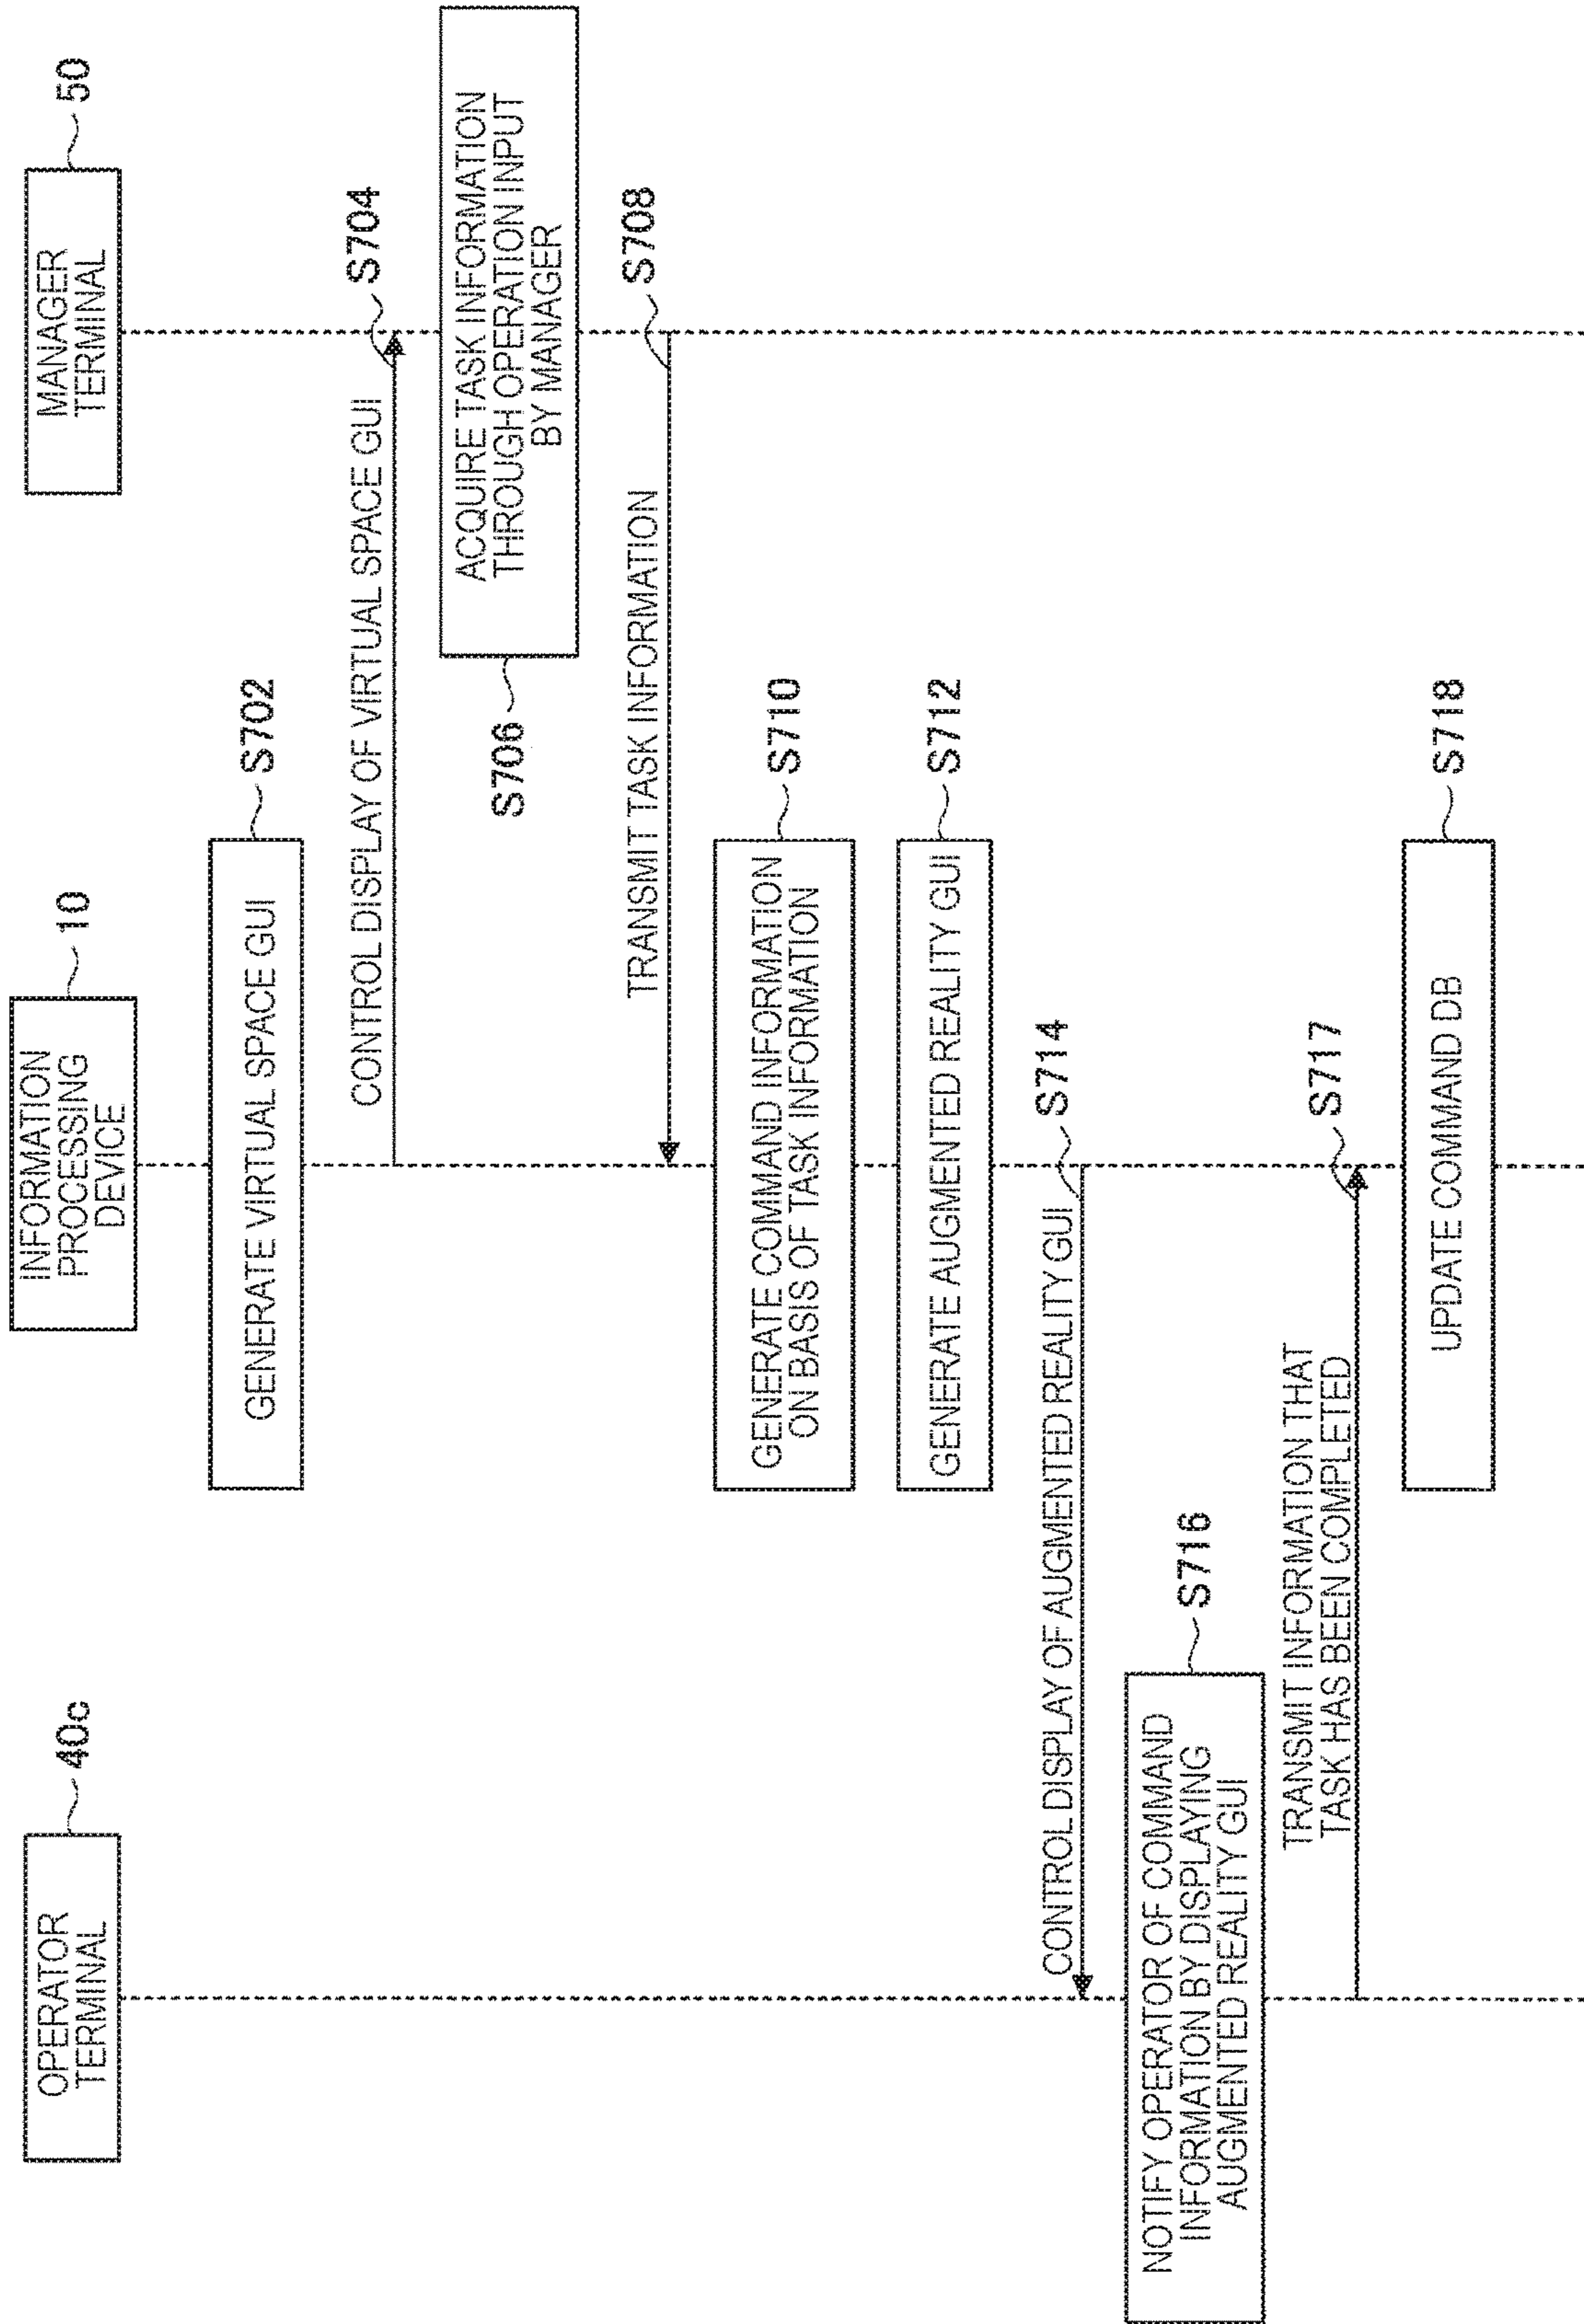 OPERATOR
TERMINAL
40c
INFORMATION
PROCESSING
DEVICE
10
MANAGER
TERMINAL
50
GENERATE VIRTUAL SPACE GUI
S702
CONTROL DISPLAY OF VIRTUAL SPACE GUI
S704
S706
ACQUIRE TASK INFORMATION
THROUGH OPERATION INPUT
BY MANAGER
TRANSMIT TASK INFORMATION
S708
GENERATE COMMAND INFORMATION
ON BASIS OF TASK INFORMATION
S710
GENERATE AUGMENTED REALITY GUI
S712
CONTROL DISPLAY OF AUGMENTED REALITY GUI
S714
NOTIFY OPERATOR OF COMMAND
INFORMATION BY DISPLAYING
AUGMENTED REALITY GUI
S716
TRANSMIT INFORMATION THAT
TASK HAS BEEN COMPLETED
S717
UPDATE COMMAND DB
S718